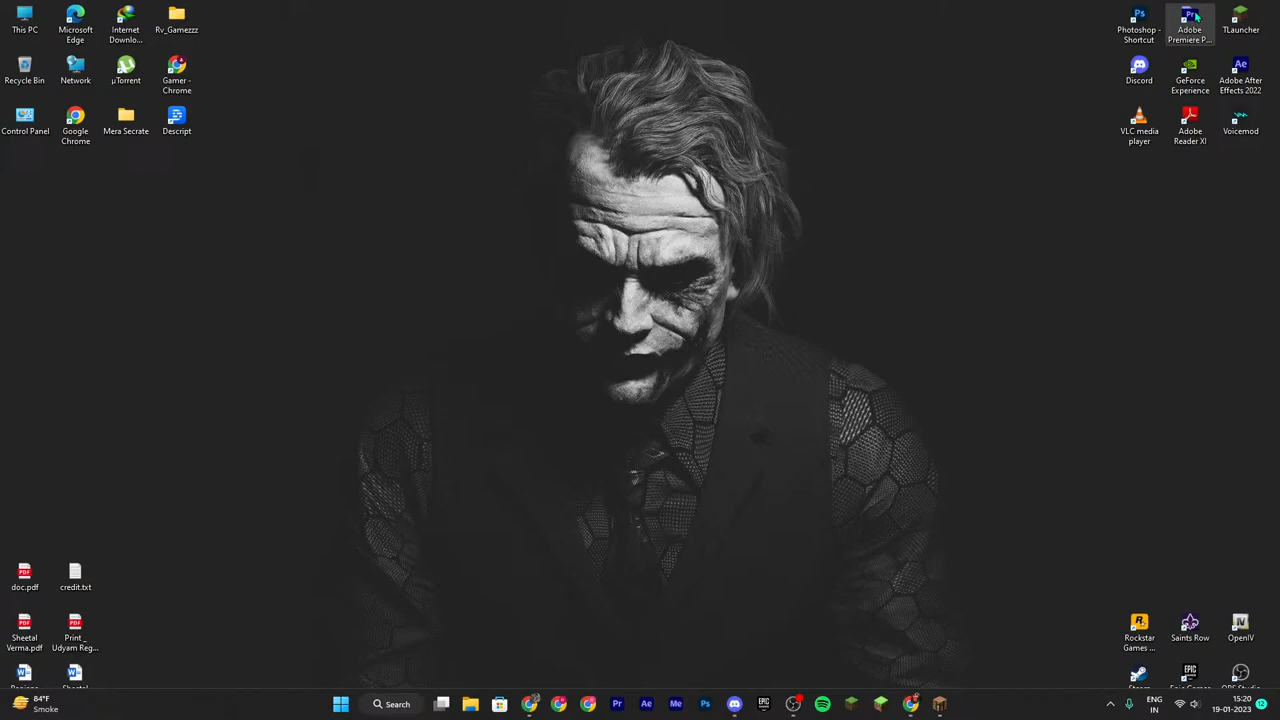 This PC
Microsoft Edge
Internet Downlo...
Rv_Gamezzz
Photoshop - Shortcut
Adobe Premiere P...
TLauncher
Recycle Bin
Network
µTorrent
Gamer - Chrome
Discord
GeForce Experience
Adobe After Effects 2022
Control Panel
Google Chrome
Mera Secrate
Descript
VLC media player
Adobe Reader XI
Voicemod
doc.pdf
credit.txt
Sheetal Verma.pdf
Print_ Udyam Reg...
Rockstar Games ...
Saints Row
OpenIV
84°F
Smoke
Search
ENG
IN
15:20
19-01-2023
12